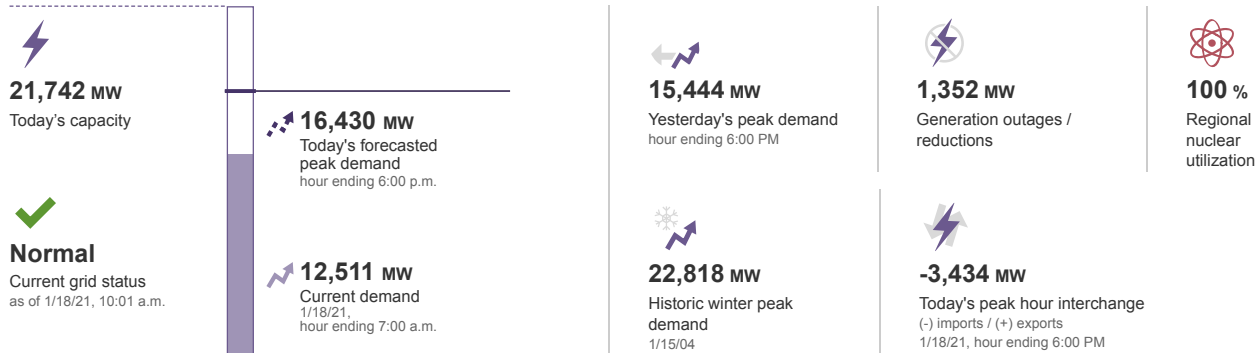 21,742 MW
Today's capacity
Normal
Current grid status
as of 1/18/21, 10:01 a.m.
16,430 MW
Today's forecasted
peak demand
hour ending 6:00 p.m.
12,511 MW
Current demand
1/18/21,
hour ending 7:00 a.m.
15,444 MW
Yesterday's peak demand
hour ending 6:00 PM
1,352 MW
Generation outages /
reductions
100 %
Regional
nuclear
utilization
22,818 MW
Historic winter peak
demand
1/15/04
-3,434 MW
Today's peak hour interchange
(-) imports / (+) exports
1/18/21, hour ending 6:00 PM